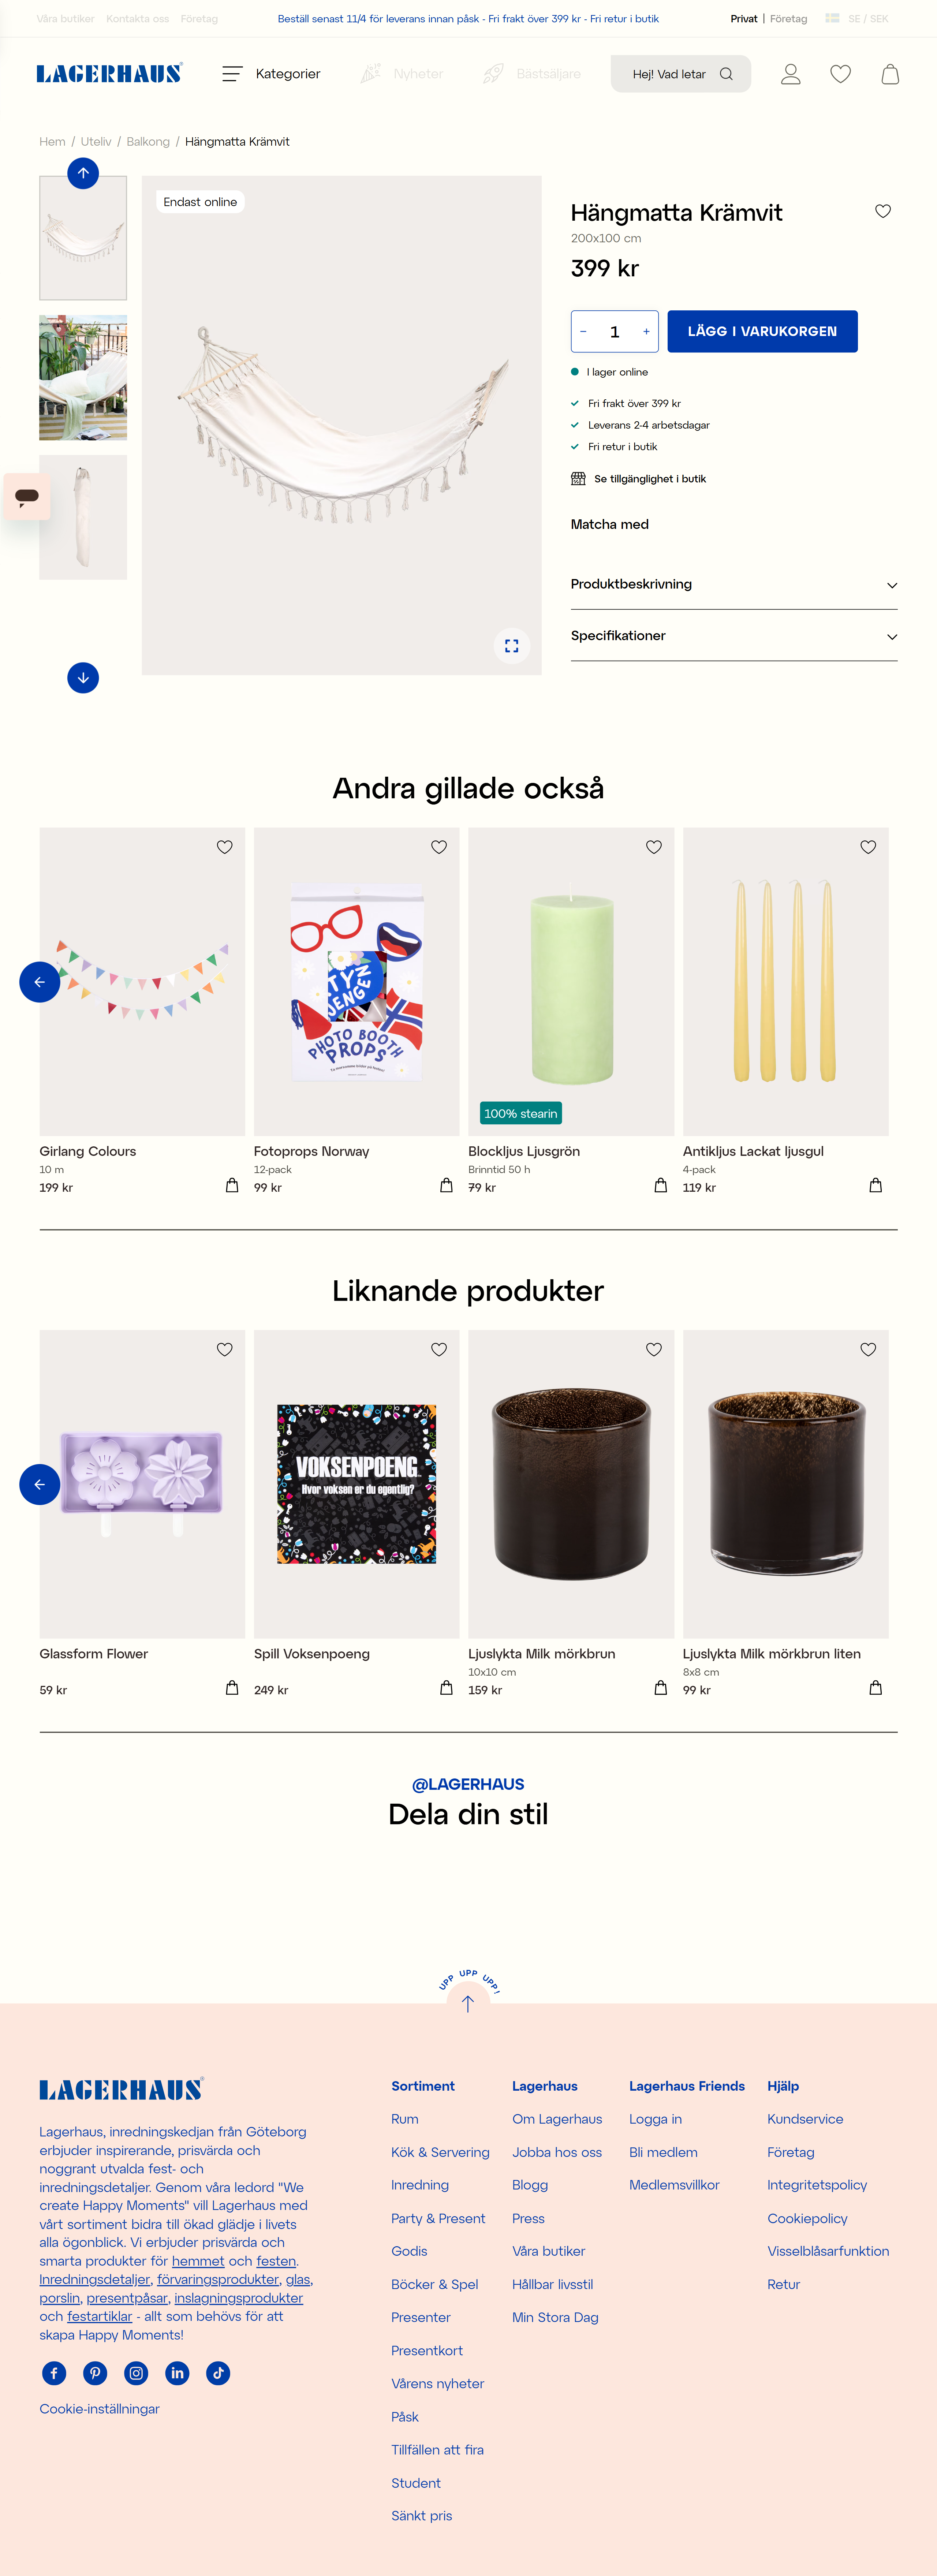 Våra butiker Kontakta oss Företag
Beställ senast 11/4 för leverans innan påsk - Fri frakt över 399 kr - Fri retur i butik
Privat | Företag
SE / SEK
LAGERHAUS®
Kategorier
Nyheter
Bästsäljare
Hej! Vad letar
Hem / Uteliv / Balkong / Hängmatta Krämvit
Endast online
Hängmatta Krämvit
200x100 cm
399 kr
− 1 +
LÄGG I VARUKORGEN
I lager online
Fri frakt över 399 kr
Leverans 2-4 arbetsdagar
Fri retur i butik
Se tillgänglighet i butik
Matcha med
Produktbeskrivning
Specifikationer
Andra gillade också
PHOTO BOOTH
PROPS
100% stearin
Girlang Colours
10 m
199 kr
Fotoprops Norway
12-pack
99 kr
Blockljus Ljusgrön
Brinntid 50 h
79 kr
Antikljus Lackat ljusgul
4-pack
119 kr
Liknande produkter
VOKSENPOENG
Hvor voksen er du egentlig?
Glassform Flower
59 kr
Spill Voksenpoeng
249 kr
Ljuslykta Milk mörkbrun
10x10 cm
159 kr
Ljuslykta Milk mörkbrun liten
8x8 cm
99 kr
@LAGERHAUS
Dela din stil
UPP UPP UPP!
LAGERHAUS®
Lagerhaus, inredningskedjan från Göteborg
erbjuder inspirerande, prisvärda och
noggrant utvalda fest- och
inredningsdetaljer. Genom våra ledord "We
create Happy Moments" vill Lagerhaus med
vårt sortiment bidra till ökad glädje i livets
alla ögonblick. Vi erbjuder prisvärda och
smarta produkter för hemmet och festen.
Inredningsdetaljer, förvaringsprodukter, glas,
porslin, presentpåsar, inslagningsprodukter
och festartiklar - allt som behövs för att
skapa Happy Moments!
Cookie-inställningar
Sortiment
Rum
Kök & Servering
Inredning
Party & Present
Godis
Böcker & Spel
Presenter
Presentkort
Vårens nyheter
Påsk
Tillfällen att fira
Student
Sänkt pris
Lagerhaus
Om Lagerhaus
Jobba hos oss
Blogg
Press
Våra butiker
Hållbar livsstil
Min Stora Dag
Lagerhaus Friends
Logga in
Bli medlem
Medlemsvillkor
Hjälp
Kundservice
Företag
Integritetspolicy
Cookiepolicy
Visselblåsarfunktion
Retur